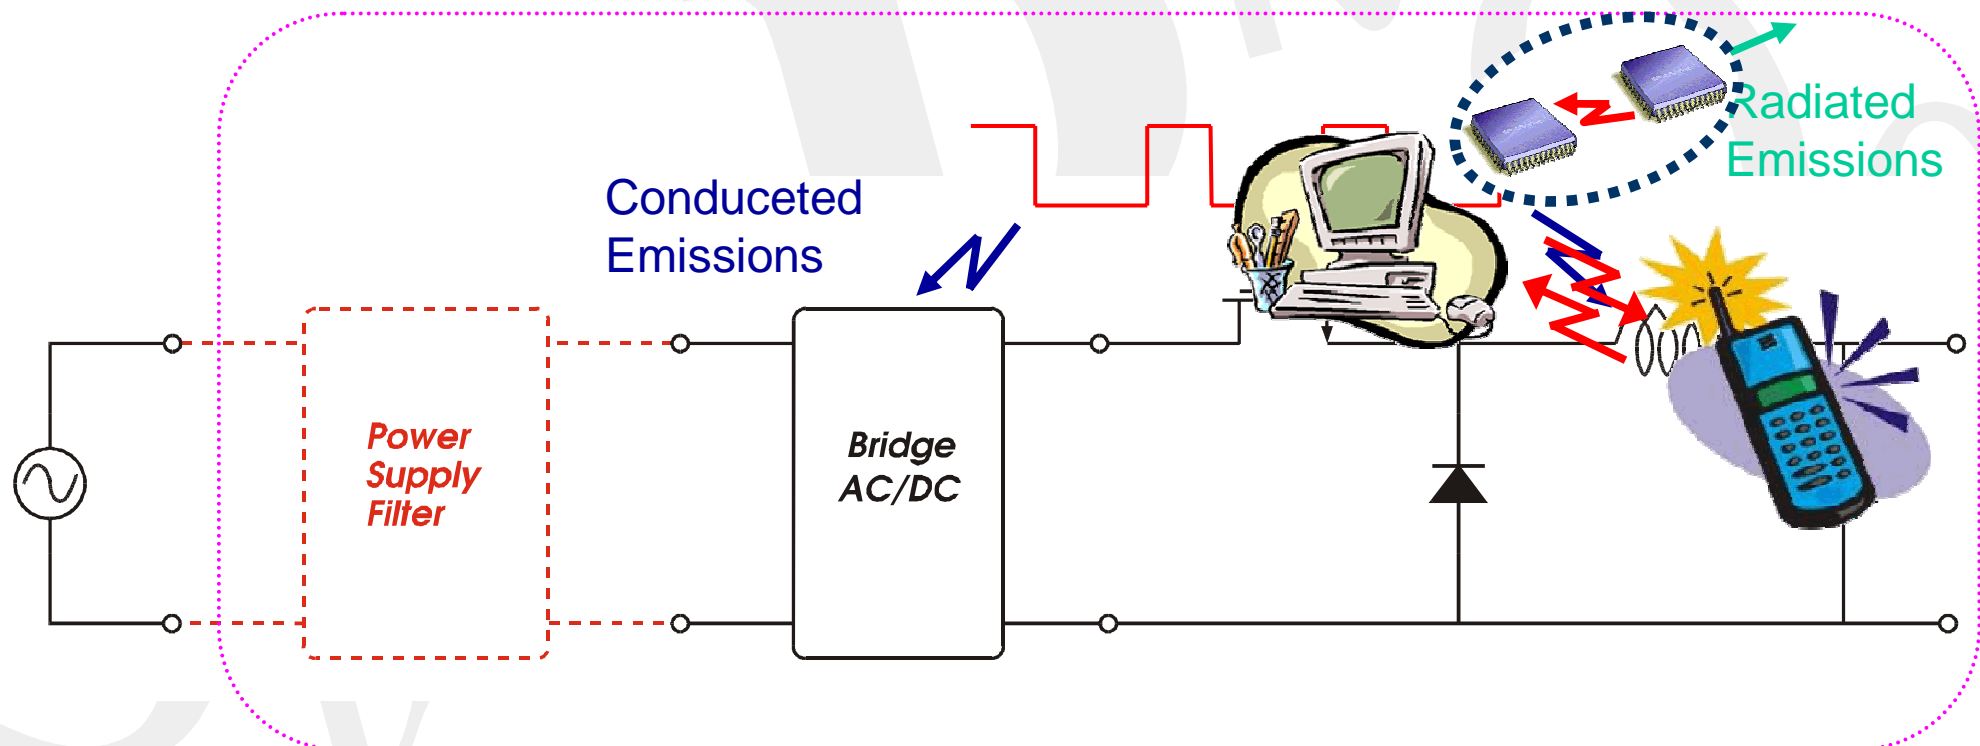 Radiated
Emissions
Conduceted
Emissions
Power
Supply
Filter
Bridge
AC/DC